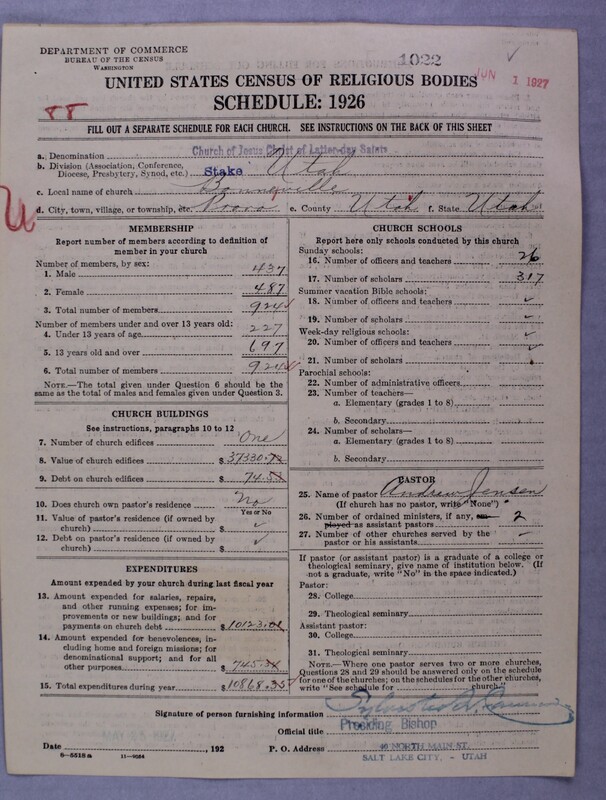 DEPARTMENT OF COMMERCE
BUREAU OF THE CENSUS
WASHINGTON
1022
JUN 1 1927
UNITED STATES CENSUS OF RELIGIOUS BODIES
SCHEDULE: 1926
88
FILL OUT A SEPARATE SCHEDULE FOR EACH CHURCH. SEE INSTRUCTIONS ON THE BACK OF THIS SHEET
a. Denomination Church of Jesus Christ of Latter-day Saints
b. Division (Association, Conference, Diocese, Presbytery, Synod, etc.) Stake Utah
c. Local name of church Bonneville
d. City, town, village, or township, etc. Provo e. County Utah f. State Utah
MEMBERSHIP
Report number of members according to definition of
member in your church
Number of members, by sex:
1. Male 437
2. Female 487
3. Total number of members 924
Number of members under and over 13 years old:
4. Under 13 years of age 227
5. 13 years old and over 697
6. Total number of members 924
NOTE.—The total given under Question 6 should be
same as the total of males and females given under Question 3.
CHURCH BUILDINGS
See instructions, paragraphs 10 to 12
7. Number of church edifices One
8. Value of church edifices $37330.
9. Debt on church edifices $74.
10. Does church own pastor's residence? No
Yes or No
11. Value of pastor's residence (if owned by
church) $
12. Debt on pastor's residence (if owned by
church) $
EXPENDITURES
Amount expended by your church during last fiscal year
13. Amount expended for salaries, repairs,
and other running expenses; for improvements or new buildings; and for
payments on church debt $10123.
14. Amount expended for benevolences, including home and foreign missions; for
denominational support; and for all
other purposes $745.
15. Total expenditures during year $10868.35
CHURCH SCHOOLS
Report here only schools conducted by this church
Sunday schools:
16. Number of officers and teachers 26
17. Number of scholars 317
Summer vacation Bible schools:
18. Number of officers and teachers
19. Number of scholars
Week-day religious schools:
20. Number of officers and teachers
21. Number of scholars
Parochial schools:
22. Number of administrative officers
23. Number of teachers—
a. Elementary (grades 1 to 8)
b. Secondary
24. Number of scholars—
a. Elementary (grades 1 to 8)
b. Secondary
PASTOR
25. Name of pastor Andrew Jensen
(If church has no pastor, write "None")
26. Number of ordained ministers, if any, em-
ployed as assistant pastors 2
27. Number of other churches served by the
pastor or his assistants
If pastor (or assistant pastor) is a graduate of a college or
theological seminary, give name of institution below. (If
not a graduate, write "No" in the space indicated.)
Pastor:
28. College
29. Theological seminary
Assistant pastor:
30. College
31. Theological seminary
NOTE.—Where one pastor serves two or more churches,
Questions 28 and 29 should be answered only on the schedule
for one of the churches; on the schedules for the other churches,
write "See schedule for church."
Signature of person furnishing information Sylvester Q. Cannon
Official title Presiding Bishop
Date , 192 P. O. Address 40 NORTH MAIN ST.
SALT LAKE CITY, - UTAH